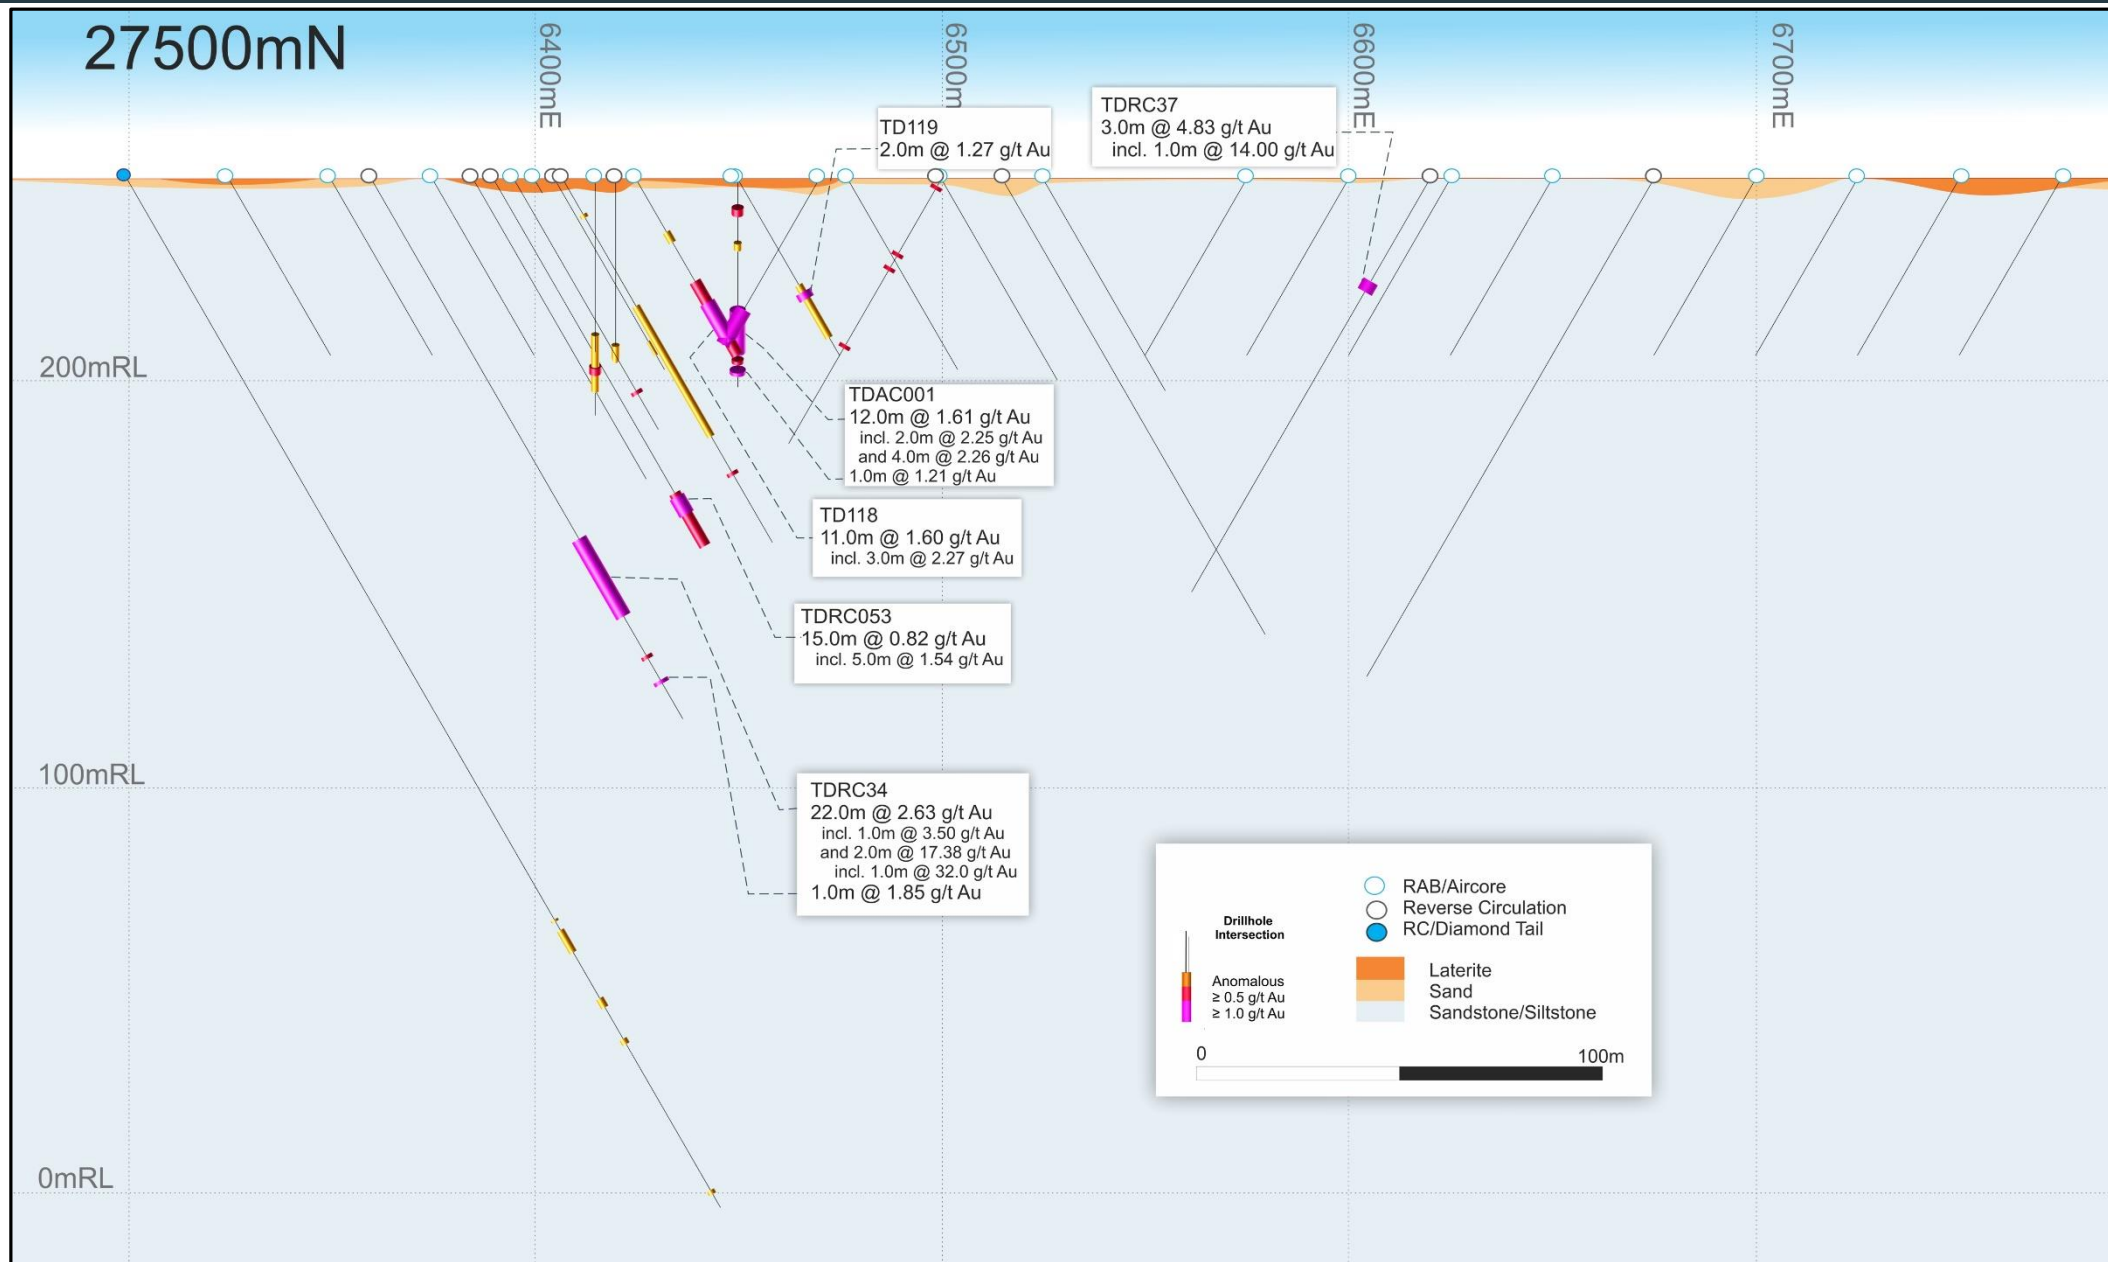 27500mN
6400mE
6500m
6600mE
6700mE
TD119
2.0m @ 1.27 g/t Au
TDRC37
3.0m @ 4.83 g/t Au
incl. 1.0m @ 14.00 g/t Au
200mRL
TDAC001
12.0m @ 1.61 g/t Au
incl. 2.0m @ 2.25 g/t Au
and 4.0m @ 2.26 g/t Au
1.0m @ 1.21 g/t Au
TD118
11.0m @ 1.60 g/t Au
incl. 3.0m @ 2.27 g/t Au
TDRC053
15.0m @ 0.82 g/t Au
incl. 5.0m @ 1.54 g/t Au
100mRL
TDRC34
22.0m @ 2.63 g/t Au
incl. 1.0m @ 3.50 g/t Au
and 2.0m @ 17.38 g/t Au
incl. 1.0m @ 32.0 g/t Au
1.0m @ 1.85 g/t Au
0mRL
Drillhole
Intersection
Anomalous
≥ 0.5 g/t Au
≥ 1.0 g/t Au
RAB/Aircore
Reverse Circulation
RC/Diamond Tail
Laterite
Sand
Sandstone/Siltstone
0
100m